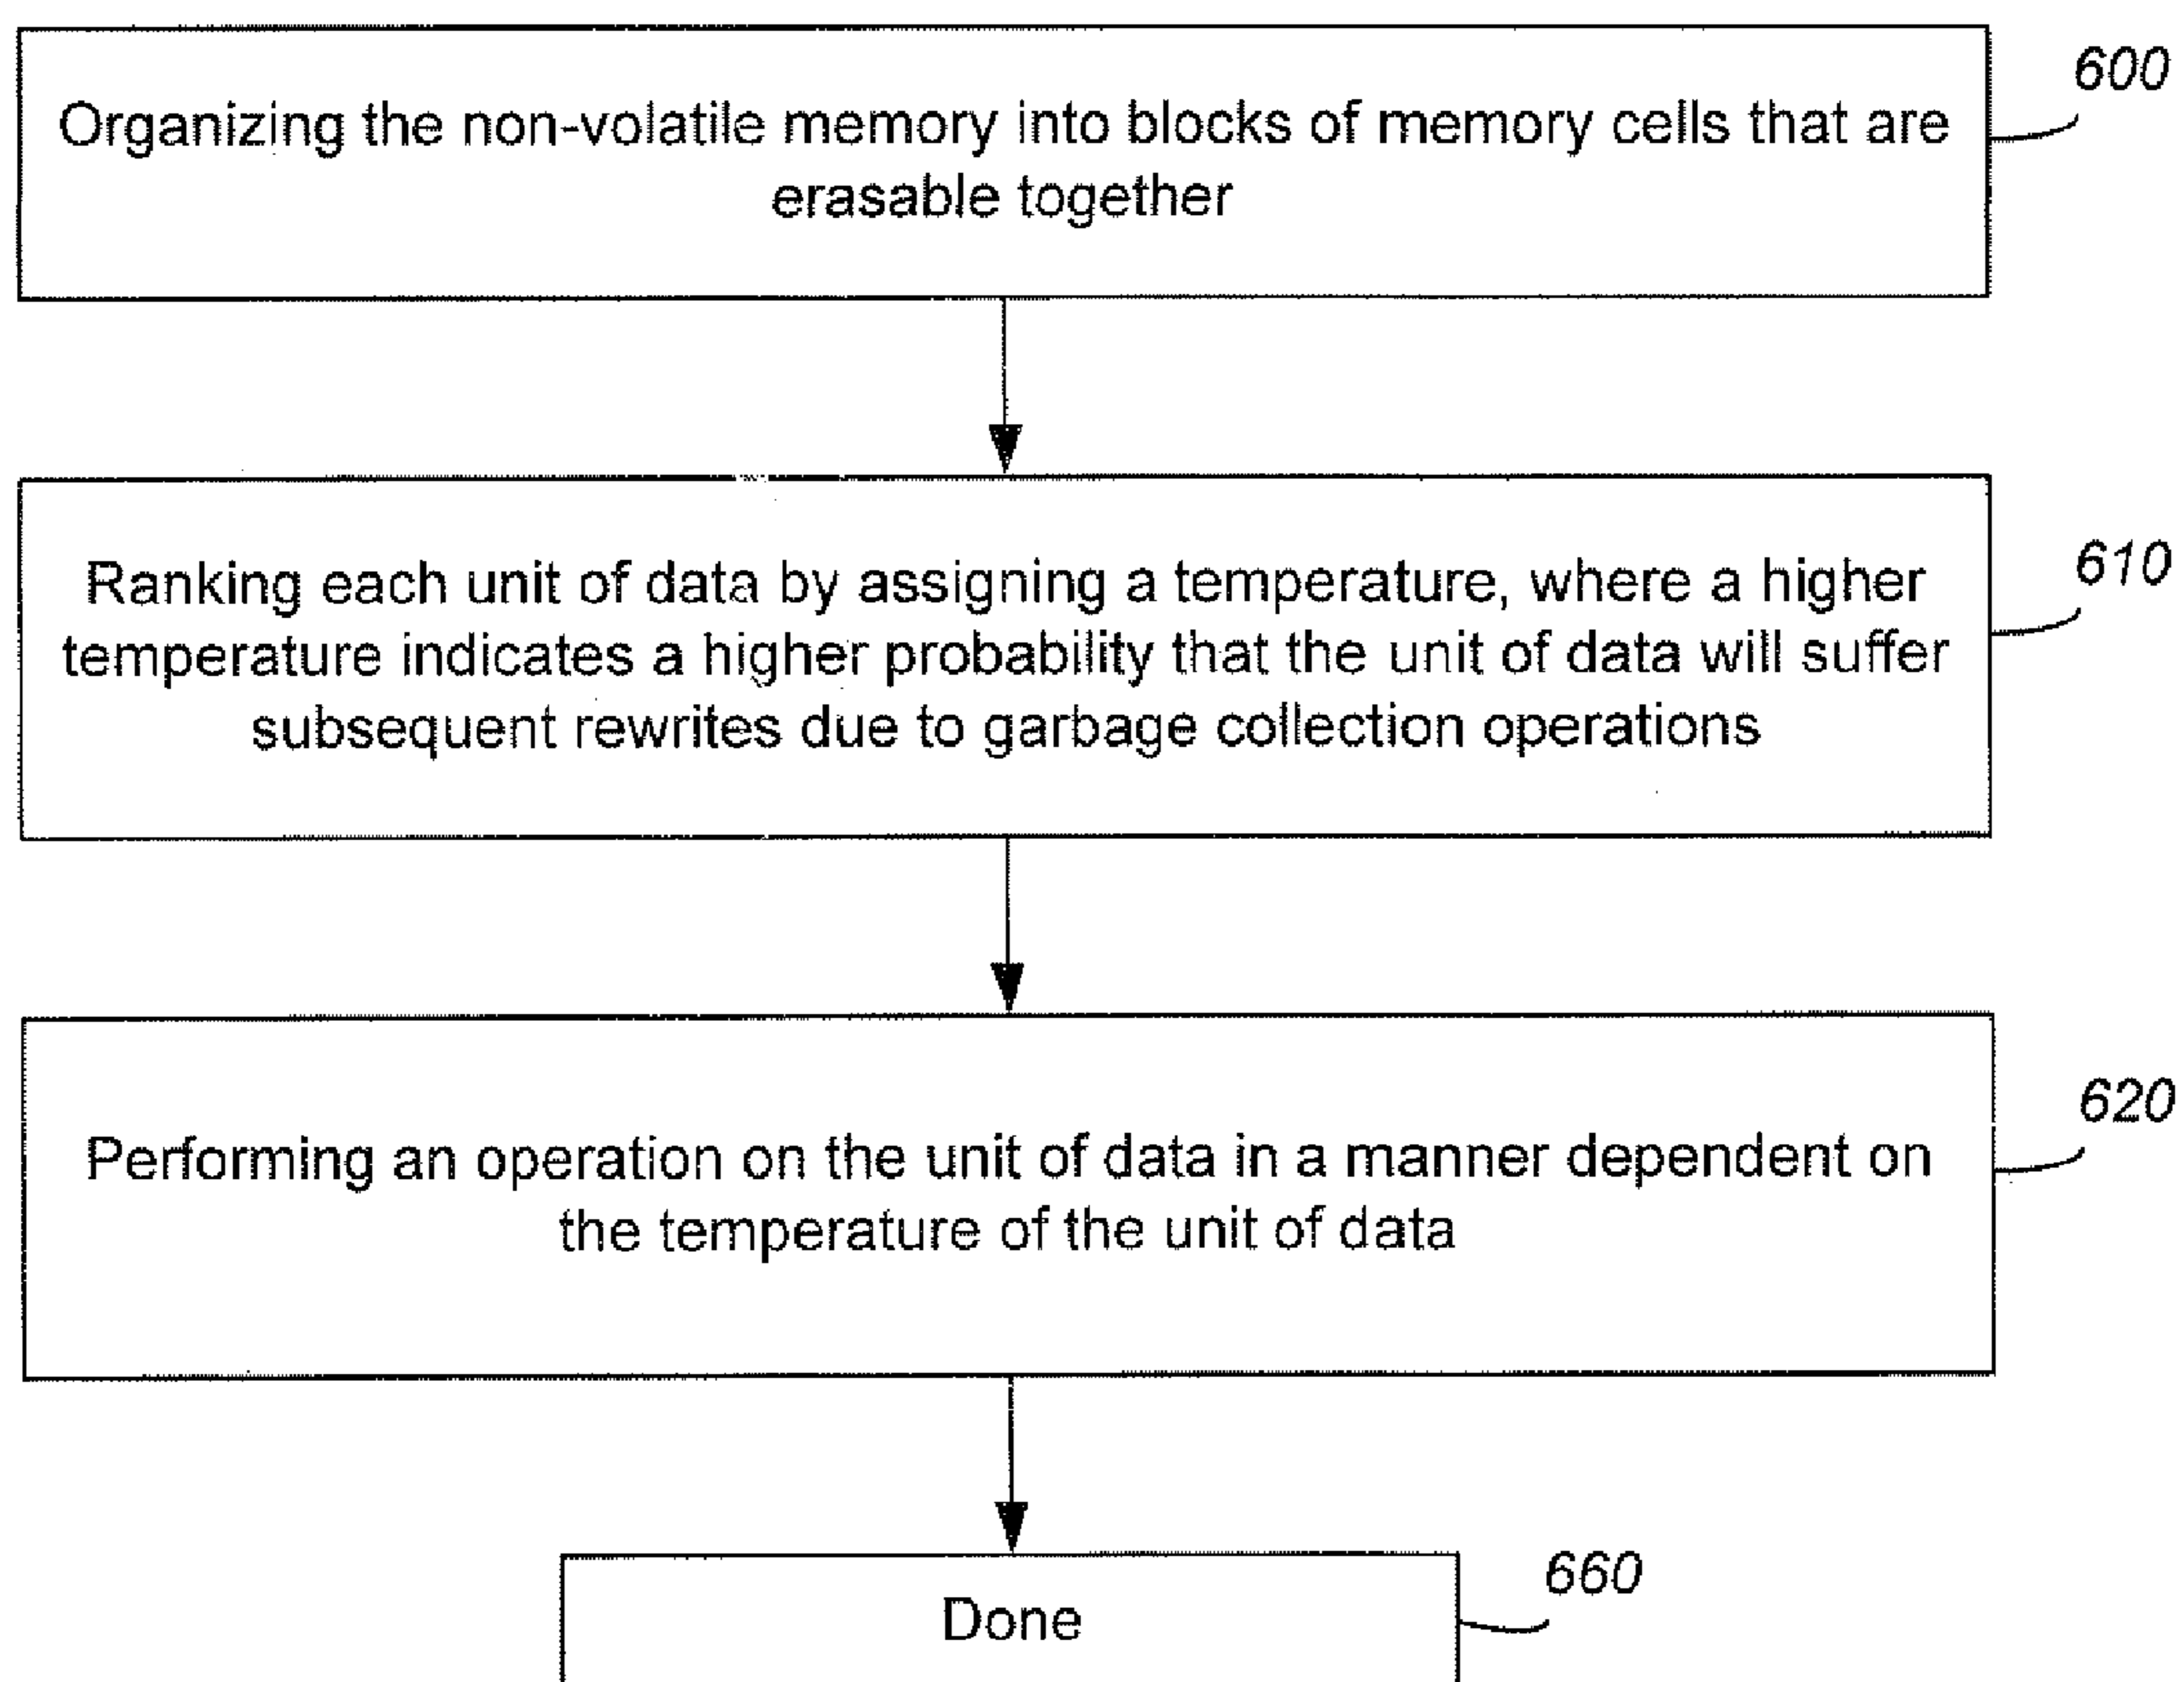 600
Organizing the non-volatile memory into blocks of memory cells that are
erasable together
610
Ranking each unit of data by assigning a temperature, where a higher
temperature indicates a higher probability that the unit of data will suffer
subsequent rewrites due to garbage collection operations
620
Performing an operation on the unit of data in a manner dependent on
the temperature of the unit of data
660
Done